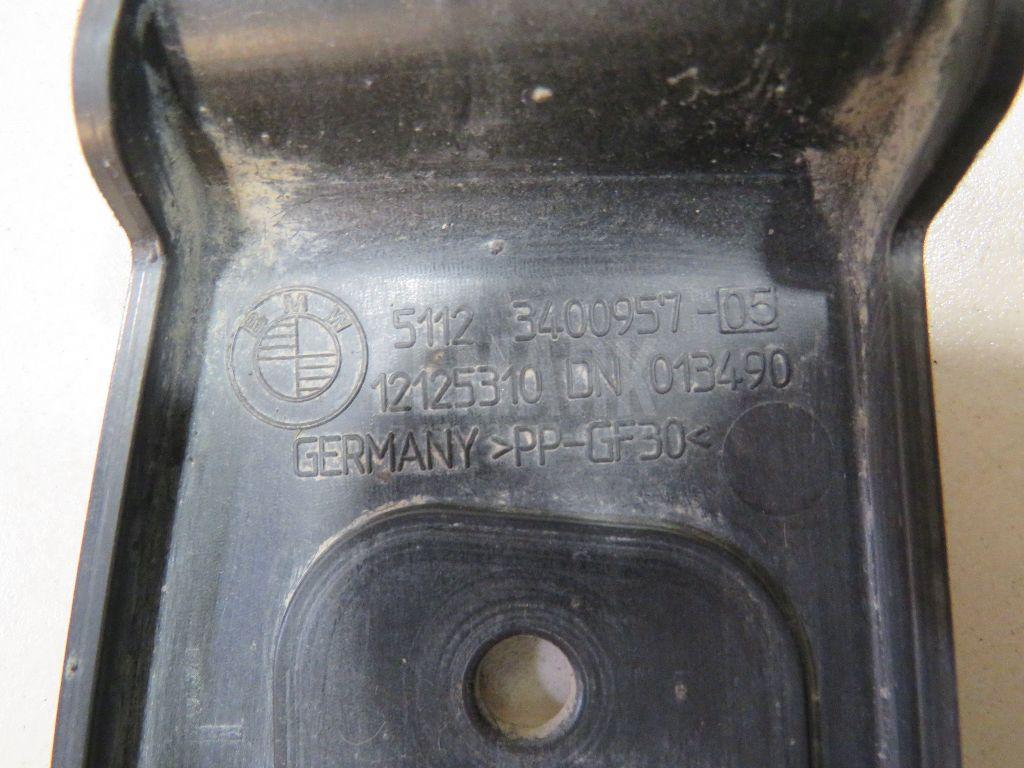 BMW
5112 3400957-05
12125310 DN 013490
GERMANY >PP-GF30<